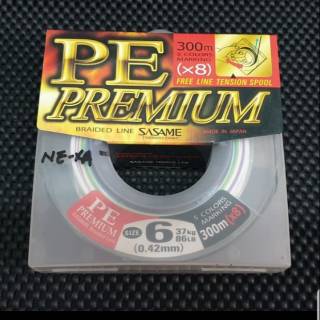 PE
PREMIUM
300m
5 COLORS
MARKING
(×8)
FREE LINE TENSION SPOOL
BRAIDED LINE SASAME MADE IN JAPAN
NE-XA
PE
PREMIUM
SIZE 6 37kg
86LB
(0.42mm)
5 COLORS
MARKING
300m(×8)